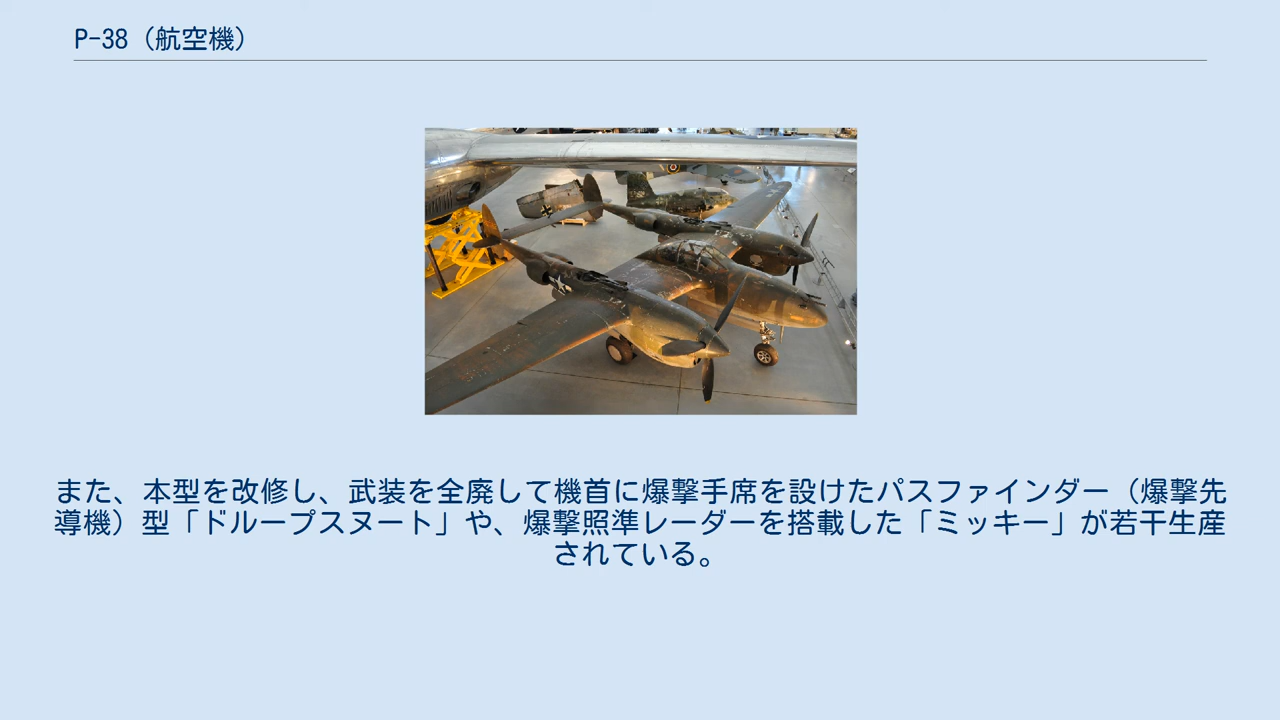 P-38（航空機）
また、本型を改修し、武装を全廃して機首に爆撃手席を設けたパスファインダー（爆撃先
導機）型「ドループスヌート」や、爆撃照準レーダーを搭載した「ミッキー」が若干生産
されている。